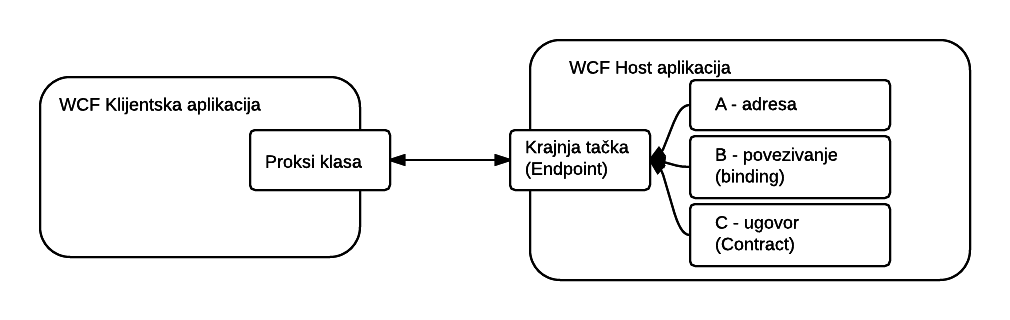 WCF Klijentska aplikacija
Proksi klasa
WCF Host aplikacija
Krajnja tačka
(Endpoint)
A - adresa
B - povezivanje
(binding)
C - ugovor
(Contract)